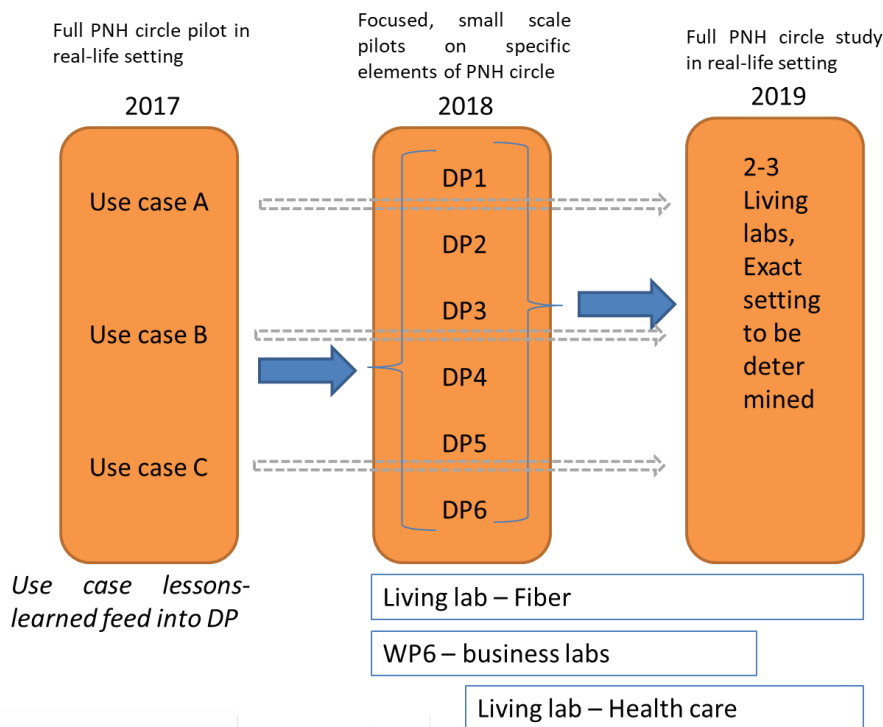 Full PNH circle pilot in
real-life setting
2017
Use case A
Use case B
Use case C
Use case lessons-
learned feed into DP
Focused, small scale
pilots on specific
elements of PNH circle
2018
DP1
DP2
DP3
DP4
DP5
DP6
Full PNH circle study
in real-life setting
2019
2-3
Living
labs,
Exact
setting
to be
deter
mined
Living lab – Fiber
WP6 – business labs
Living lab – Health care